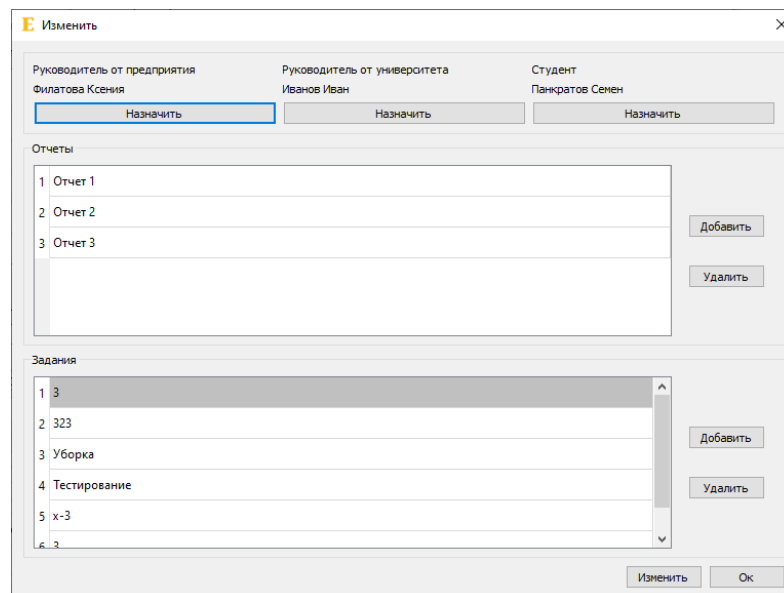 E Изменить
Руководитель от предприятия Руководитель от университета Студент
Филатова Ксения Иванов Иван Панкратов Семен
Назначить Назначить Назначить
Отчеты
1 Отчет 1
2 Отчет 2
3 Отчет 3
Добавить
Удалить
Задания
1 3
2 323
3 Уборка
4 Тестирование
5 x-3
6 3
Добавить
Удалить
Изменить Ок